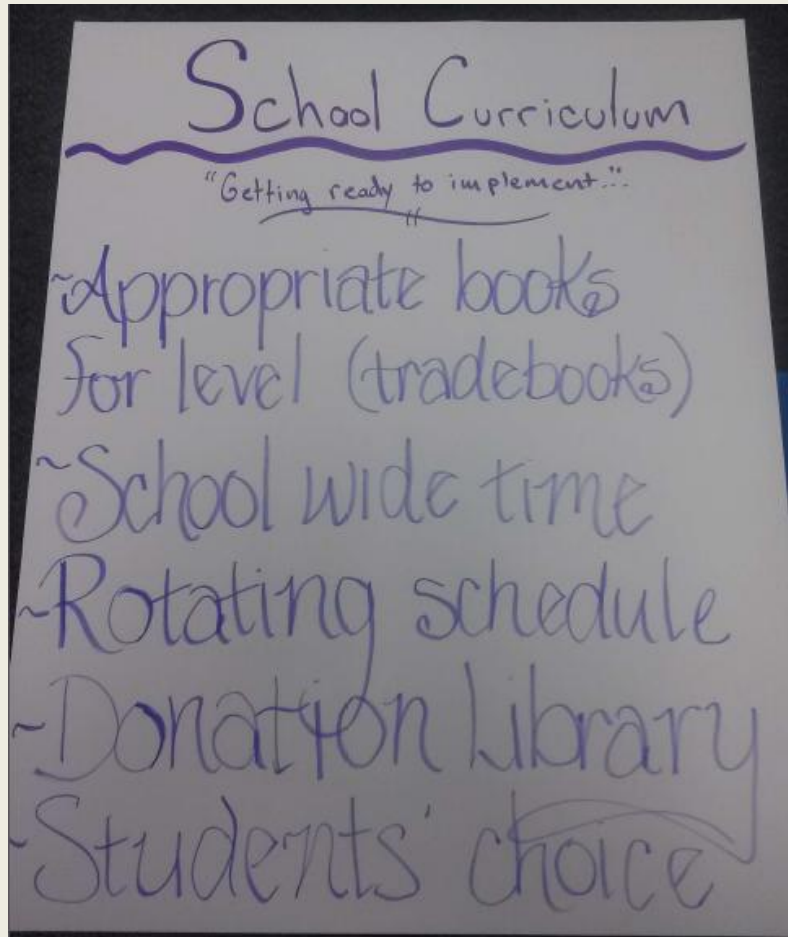 School Curriculum
"Getting ready to implement..."
~Appropriate books
for level (tradebooks)
~School wide time
~Rotating schedule
~Donation Library
~Students' choice